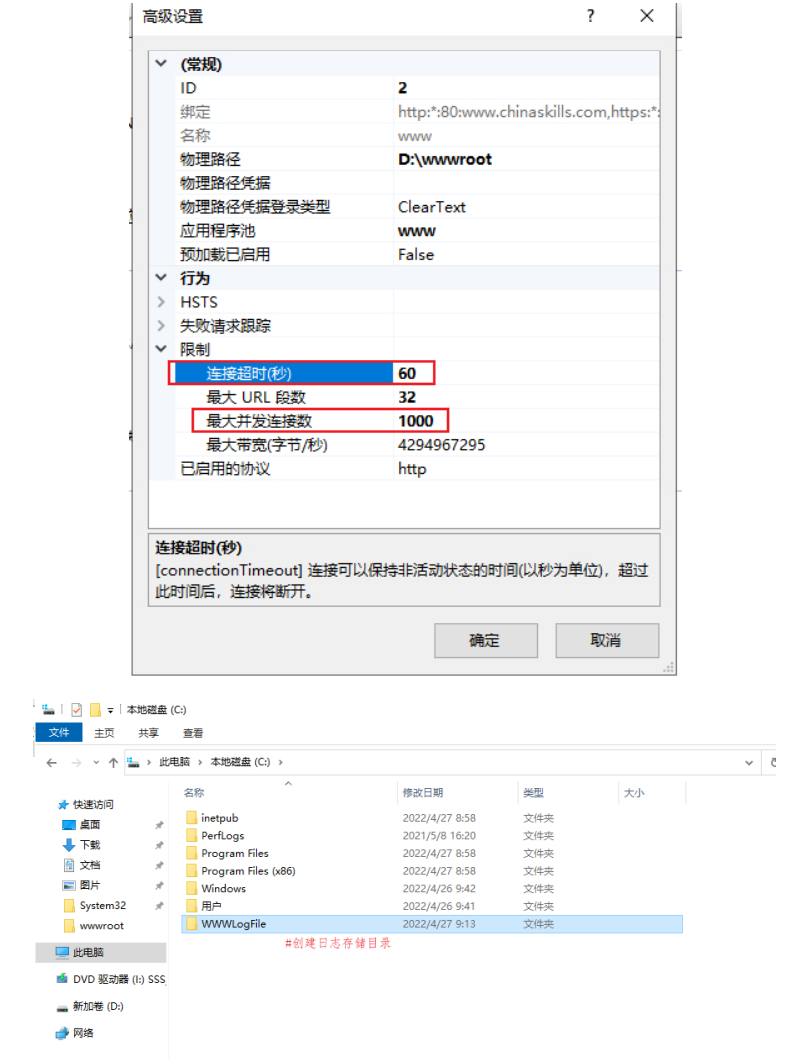 高级设置 ?
(常规)
ID 2
绑定 http:*:80:www.chinaskills.com,https:*:
名称 www
物理路径 D:\wwwroot
物理路径凭据
物理路径凭据登录类型 ClearText
应用程序池 www
预加载已启用 False
行为
HSTS
失败请求跟踪
限制
连接超时(秒) 60
最大 URL 段数 32
最大并发连接数 1000
最大带宽(字节/秒) 4294967295
已启用的协议 http
连接超时(秒)
[connectionTimeout] 连接可以保持非活动状态的时间(以秒为单位)，超过
此时间后，连接将断开。
确定 取消
本地磁盘 (C:)
文件 主页 共享 查看
此电脑 › 本地磁盘 (C:) ›
名称 修改日期 类型 大小
快速访问
桌面
下载
文档
图片
System32
wwwroot
此电脑
DVD 驱动器 (I:) SSS
新加卷 (D:)
网络
inetpub 2022/4/27 8:58 文件夹
PerfLogs 2021/5/8 16:20 文件夹
Program Files 2022/4/27 8:58 文件夹
Program Files (x86) 2022/4/27 8:58 文件夹
Windows 2022/4/26 9:42 文件夹
用户 2022/4/26 9:41 文件夹
WWWLogFile 2022/4/27 9:13 文件夹
#创建日志存储目录